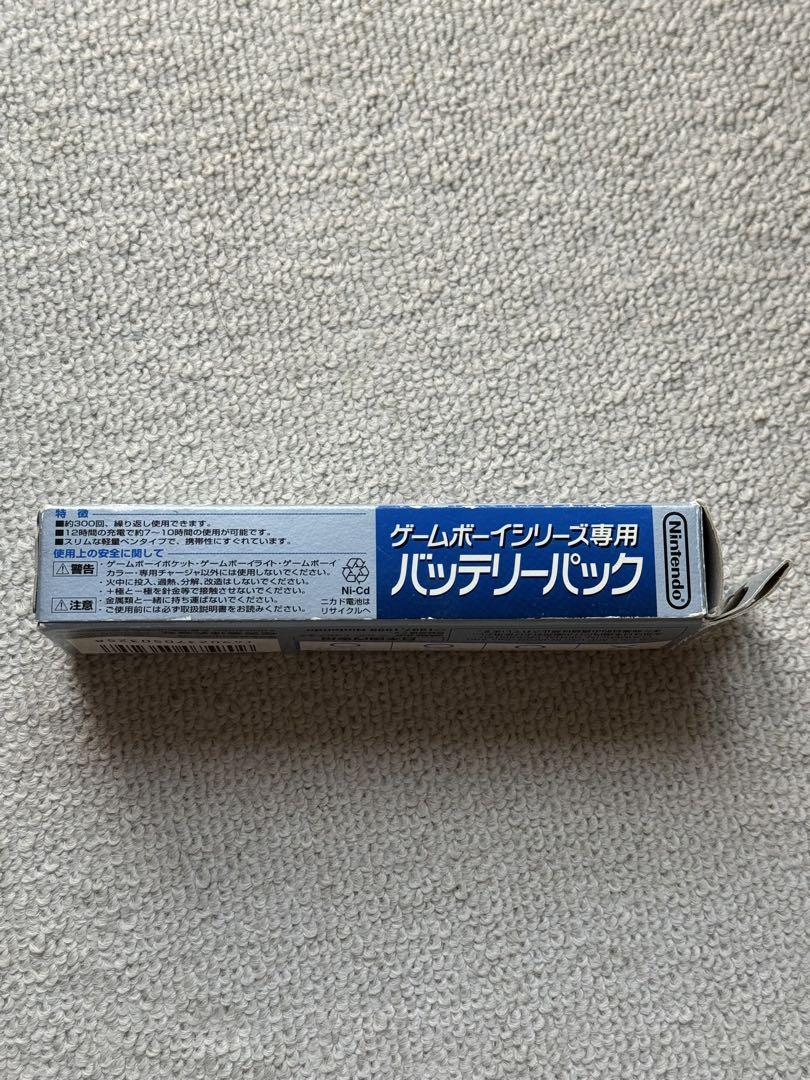 特 徴
■約300回、繰り返し使用できます。
■12時間の充電で約7〜10時間の使用が可能です。
■スリムな軽量ペンタイプで、携帯性にすぐれています。
使用上の安全に関して
⚠警告
・ゲームボーイポケット・ゲームボーイライト・ゲームボーイ
カラー・専用チャージャ以外には使用しないでください。
・火中に投入、過熱、分解、改造はしないでください。
・+極と−極を針金等で接触させないでください。
⚠注意
・金属類と一緒に持ち運ばないでください。
・ご使用前には必ず取扱説明書をお読みください。
Ni-Cd
ニカド電池は
リサイクルへ
ゲームボーイシリーズ専用
バッテリーパック
Nintendo